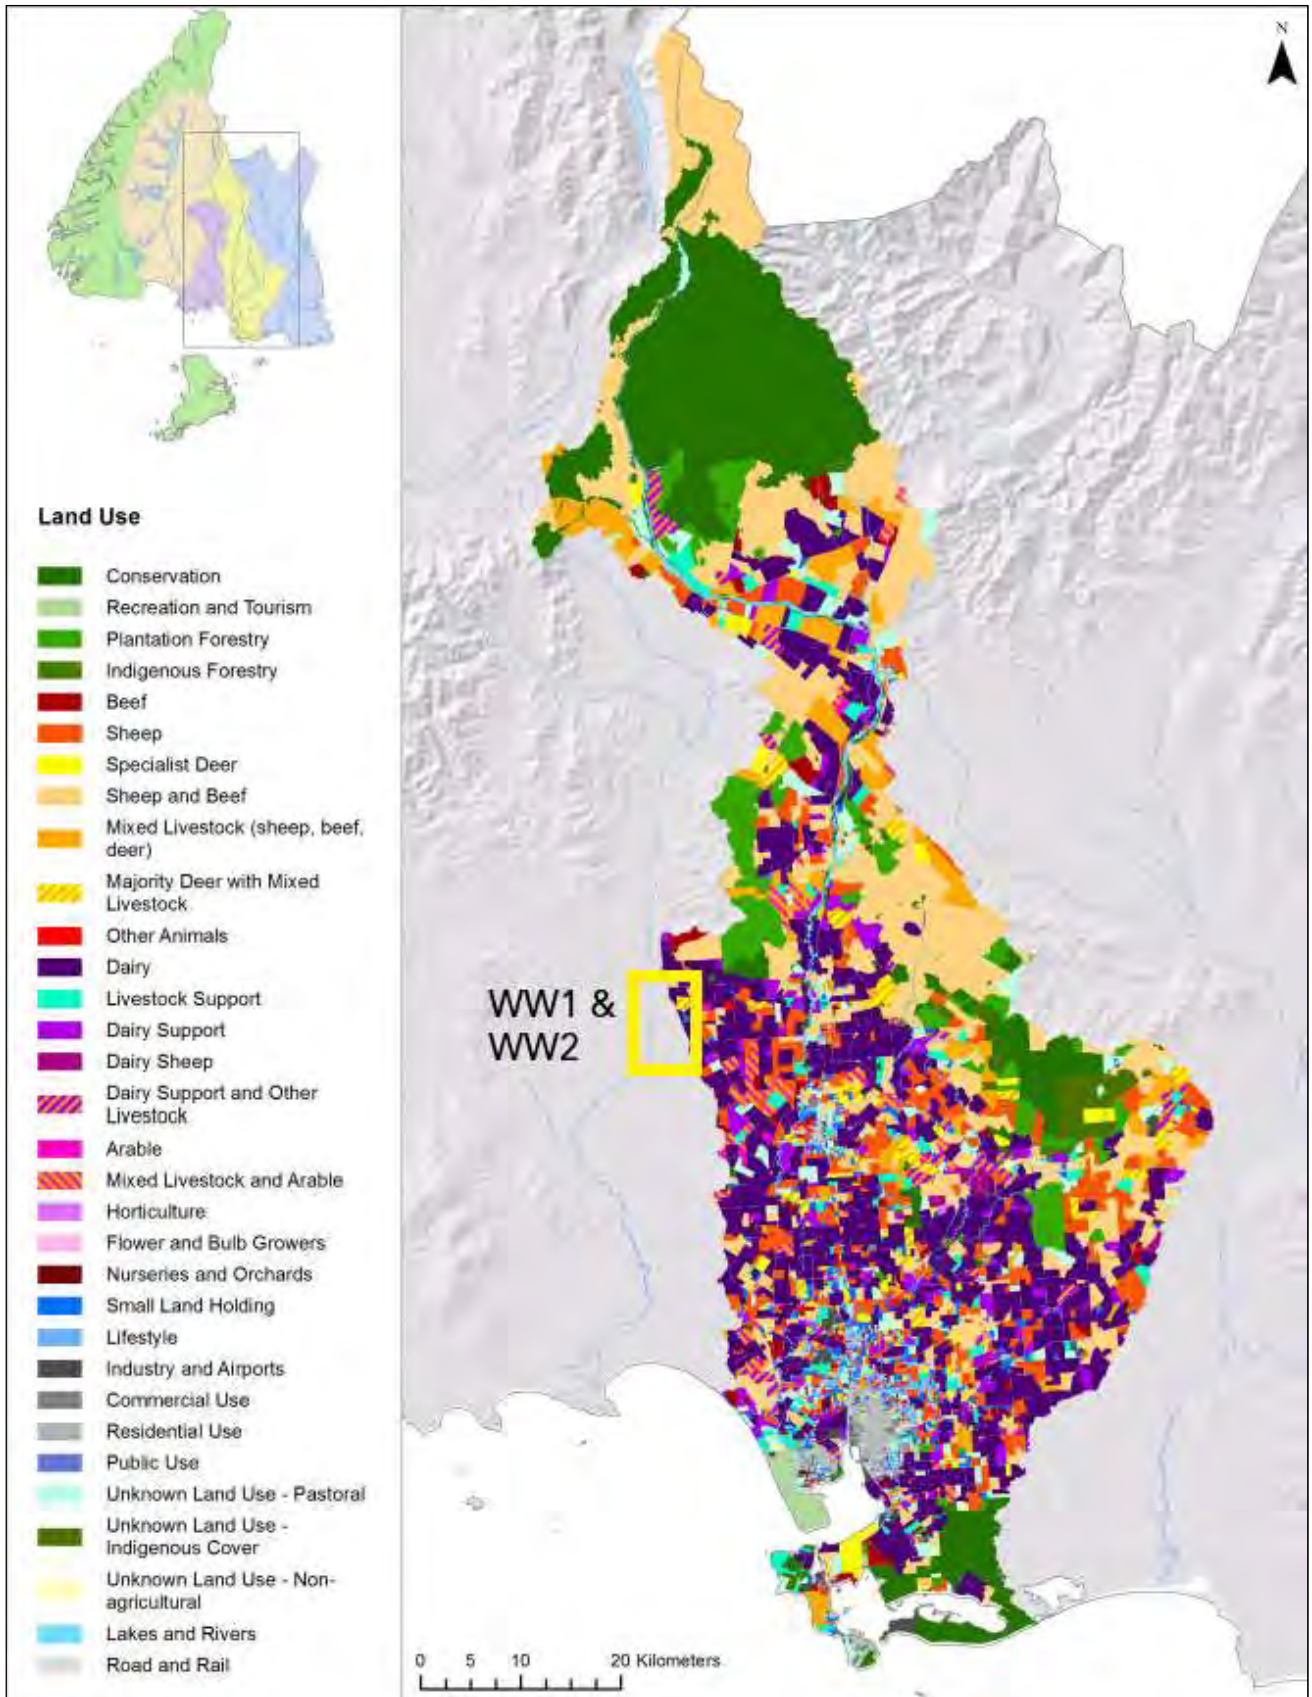 N
Land Use
Conservation
Recreation and Tourism
Plantation Forestry
Indigenous Forestry
Beef
Sheep
Specialist Deer
Sheep and Beef
Mixed Livestock (sheep, beef,
deer)
Majority Deer with Mixed
Livestock
Other Animals
Dairy
Livestock Support
Dairy Support
Dairy Sheep
Dairy Support and Other
Livestock
Arable
Mixed Livestock and Arable
Horticulture
Flower and Bulb Growers
Nurseries and Orchards
Small Land Holding
Lifestyle
Industry and Airports
Commercial Use
Residential Use
Public Use
Unknown Land Use - Pastoral
Unknown Land Use -
Indigenous Cover
Unknown Land Use - Non-
agricultural
Lakes and Rivers
Road and Rail
WW1 &
WW2
0 5 10 20 Kilometers